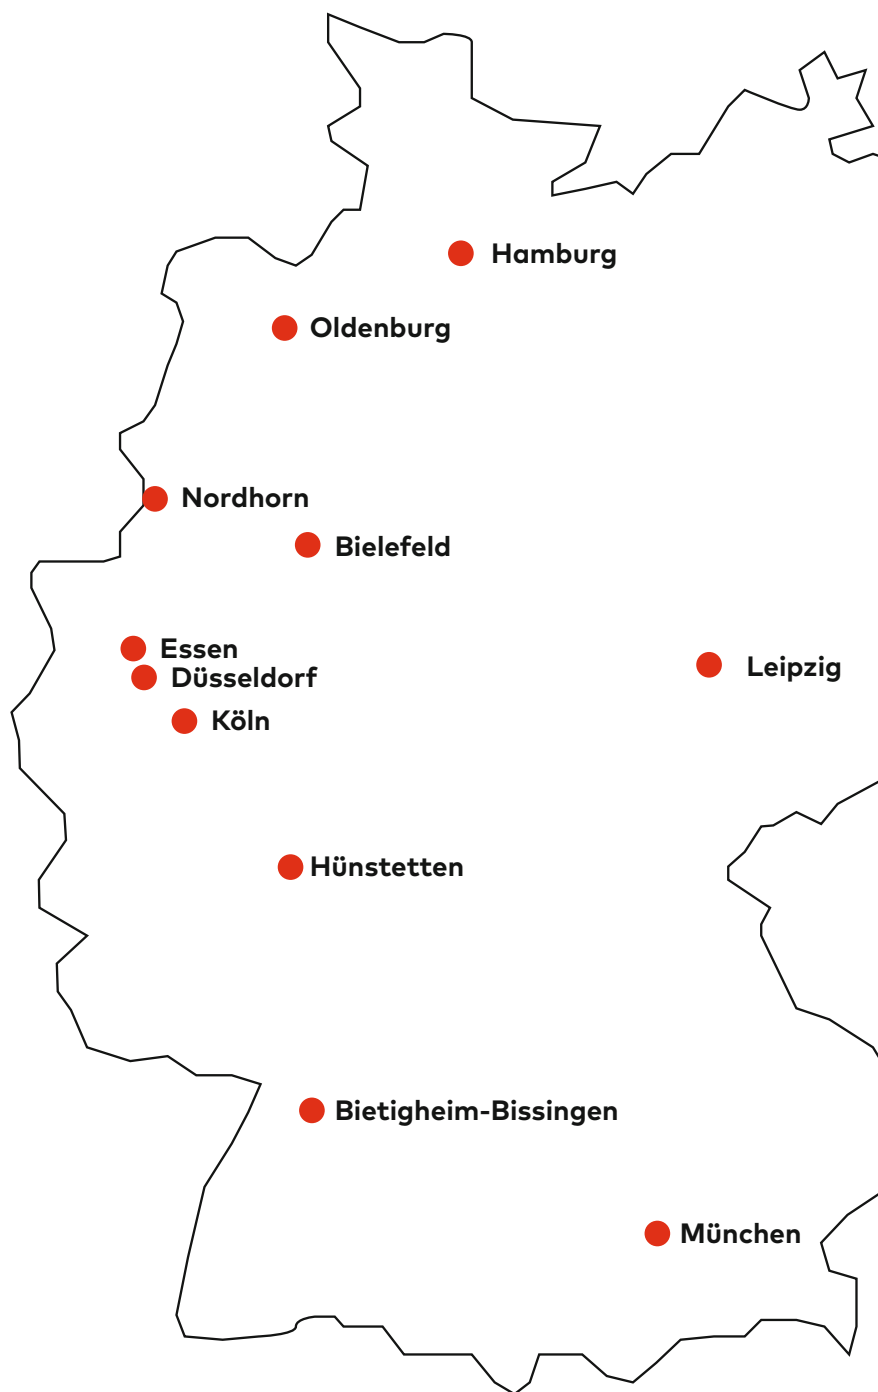 Hamburg
Oldenburg
Nordhorn
Bielefeld
Essen
Leipzig
Düsseldorf
Köln
Hünstetten
Bietigheim-Bissingen
München